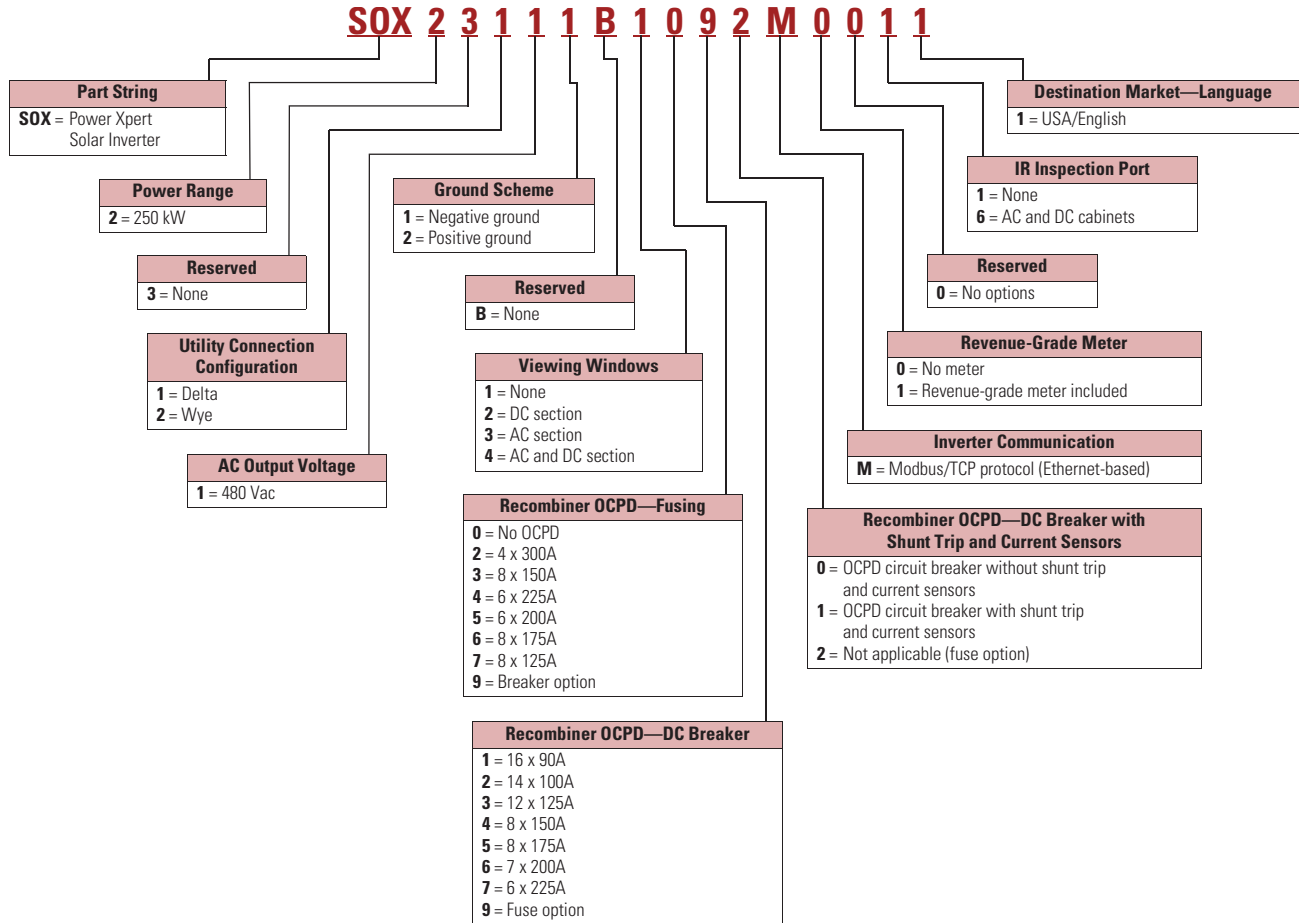 SOX 2 3 1 1 1 B 1 0 9 2 M 0 0 1 1
Part String
SOX = Power Xpert
Solar Inverter
Power Range
2 = 250 kW
Reserved
3 = None
Utility Connection
Configuration
1 = Delta
2 = Wye
AC Output Voltage
1 = 480 Vac
Ground Scheme
1 = Negative ground
2 = Positive ground
Reserved
B = None
Viewing Windows
1 = None
2 = DC section
3 = AC section
4 = AC and DC section
Recombiner OCPD—Fusing
0 = No OCPD
2 = 4 x 300A
3 = 8 x 150A
4 = 6 x 225A
5 = 6 x 200A
6 = 8 x 175A
7 = 8 x 125A
9 = Breaker option
Recombiner OCPD—DC Breaker
1 = 16 x 90A
2 = 14 x 100A
3 = 12 x 125A
4 = 8 x 150A
5 = 8 x 175A
6 = 7 x 200A
7 = 6 x 225A
9 = Fuse option
Destination Market—Language
1 = USA/English
IR Inspection Port
1 = None
6 = AC and DC cabinets
Reserved
0 = No options
Revenue-Grade Meter
0 = No meter
1 = Revenue-grade meter included
Inverter Communication
M = Modbus/TCP protocol (Ethernet-based)
Recombiner OCPD—DC Breaker with
Shunt Trip and Current Sensors
0 = OCPD circuit breaker without shunt trip
and current sensors
1 = OCPD circuit breaker with shunt trip
and current sensors
2 = Not applicable (fuse option)